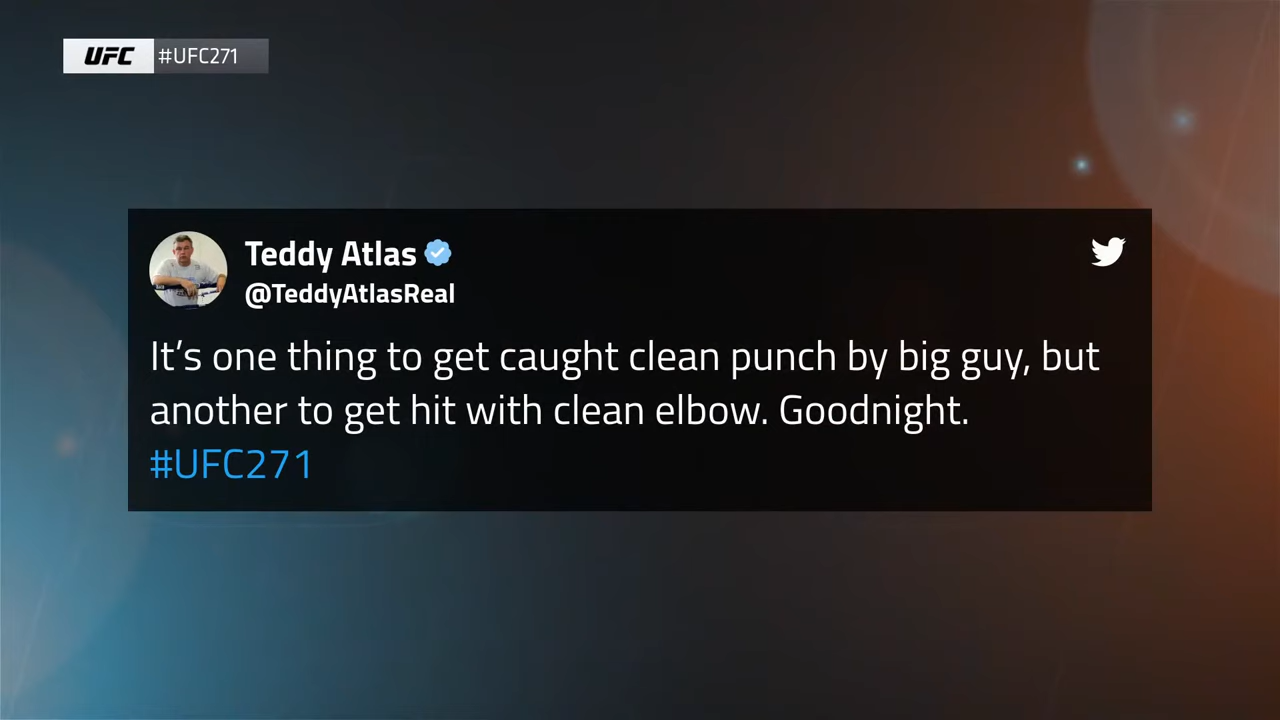 UFC #UFC271
Teddy Atlas
@TeddyAtlasReal
It’s one thing to get caught clean punch by big guy, but
another to get hit with clean elbow. Goodnight.
#UFC271